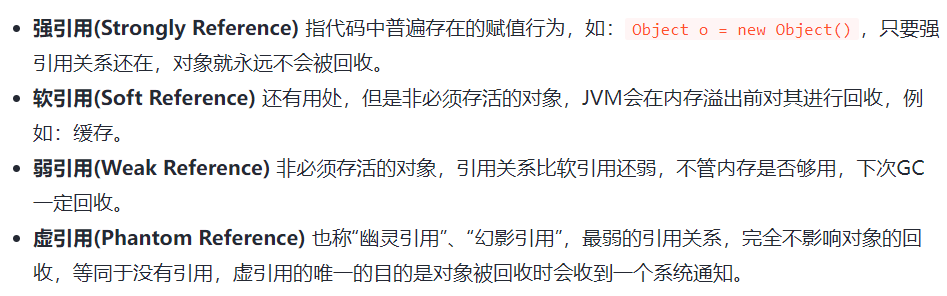 • 强引用(Strongly Reference) 指代码中普遍存在的赋值行为，如：Object o = new Object()，只要强
引用关系还在，对象就永远不会被回收。
• 软引用(Soft Reference) 还有用处，但是非必须存活的对象，JVM会在内存溢出前对其进行回收，例
如：缓存。
• 弱引用(Weak Reference) 非必须存活的对象，引用关系比软引用还弱，不管内存是否够用，下次GC
一定回收。
• 虚引用(Phantom Reference) 也称“幽灵引用”、“幻影引用”，最弱的引用关系，完全不影响对象的回
收，等同于没有引用，虚引用的唯一的目的是对象被回收时会收到一个系统通知。